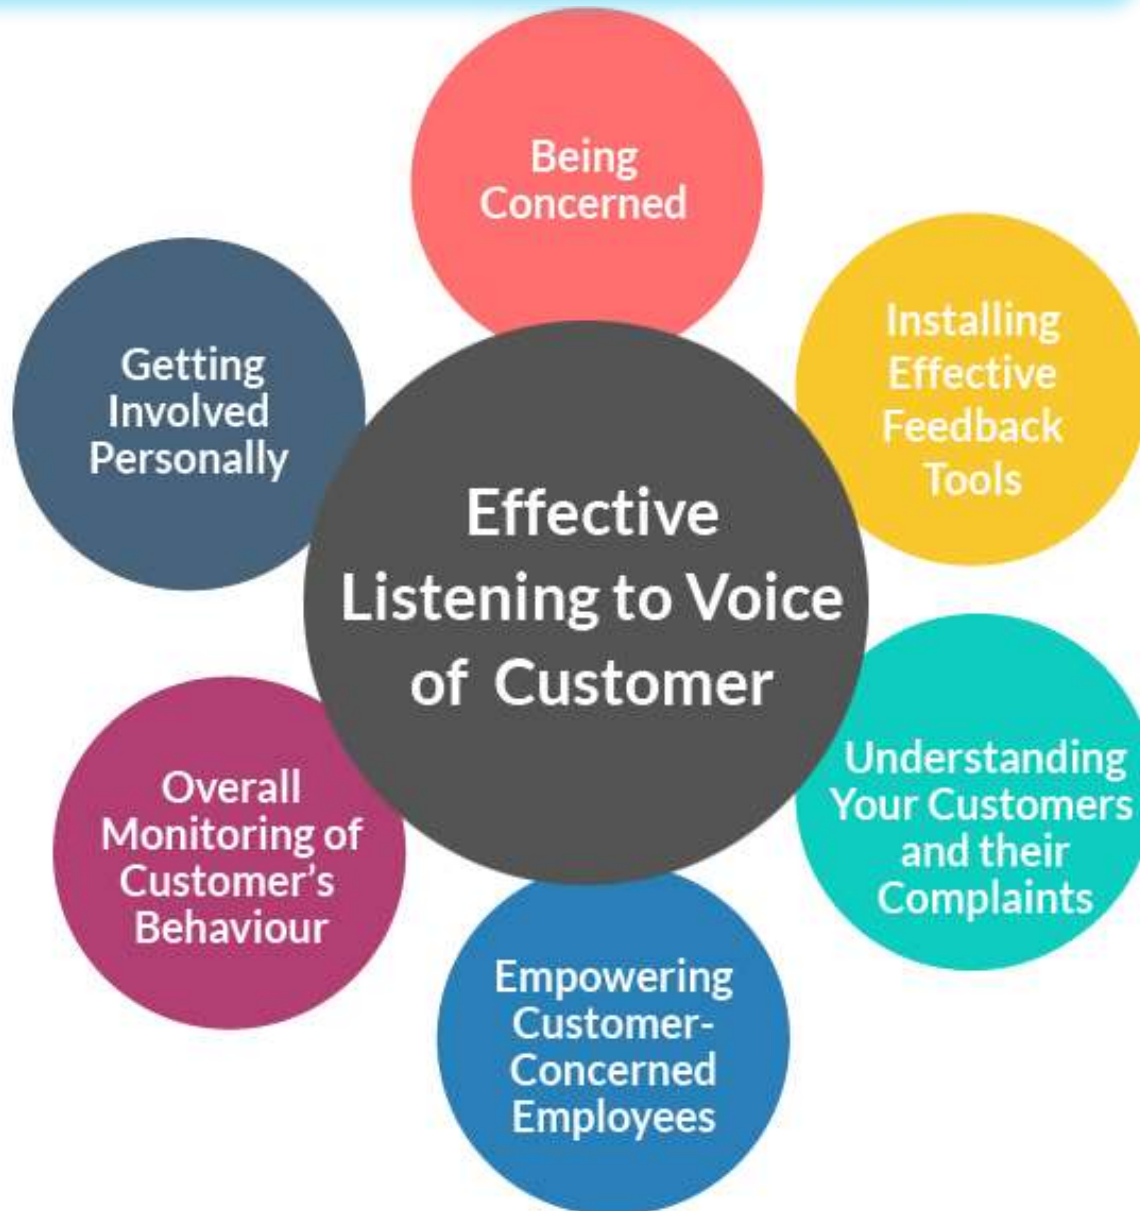 Being
Concerned
Installing
Effective
Feedback
Tools
Getting
Involved
Personally
Effective
Listening to Voice
of Customer
Understanding
Your Customers
and their
Complaints
Overall
Monitoring of
Customer’s
Behaviour
Empowering
Customer-
Concerned
Employees